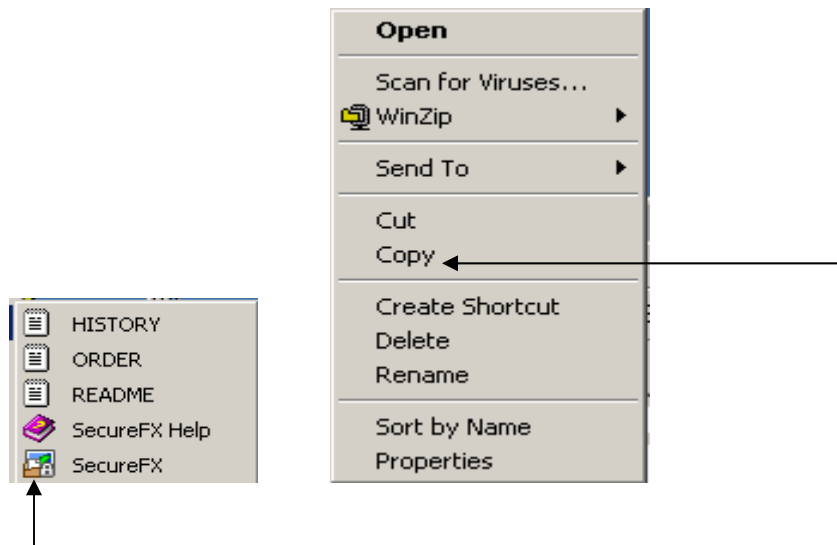 HISTORY
ORDER
README
SecureFX Help
SecureFX
Open
Scan for Viruses...
WinZip
Send To
Cut
Copy
Create Shortcut
Delete
Rename
Sort by Name
Properties